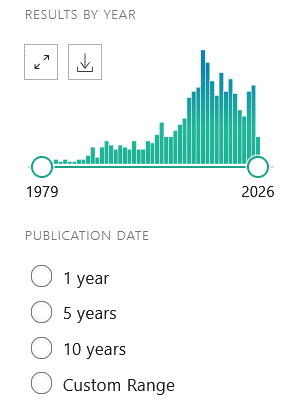 RESULTS BY YEAR
1979 2026
PUBLICATION DATE
1 year
5 years
10 years
Custom Range